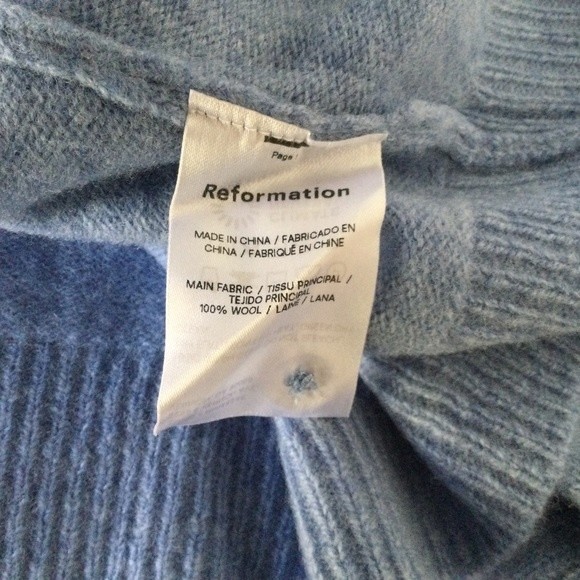 Page
Reformation
MADE IN CHINA / FABRICADO EN
CHINA / FABRIQUÉ EN CHINE
MAIN FABRIC / TISSU PRINCIPAL /
TEJIDO PRINCIPAL
100% WOOL / LAINE / LANA